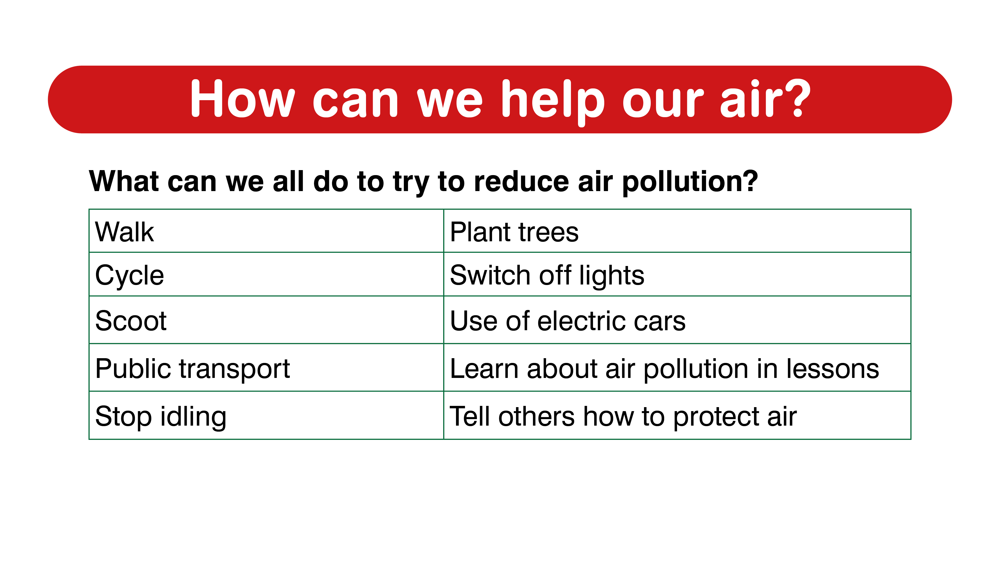 How can we help our air?
What can we all do to try to reduce air pollution?
Walk
Plant trees
Cycle
Switch off lights
Scoot
Use of electric cars
Public transport
Learn about air pollution in lessons
Stop idling
Tell others how to protect air